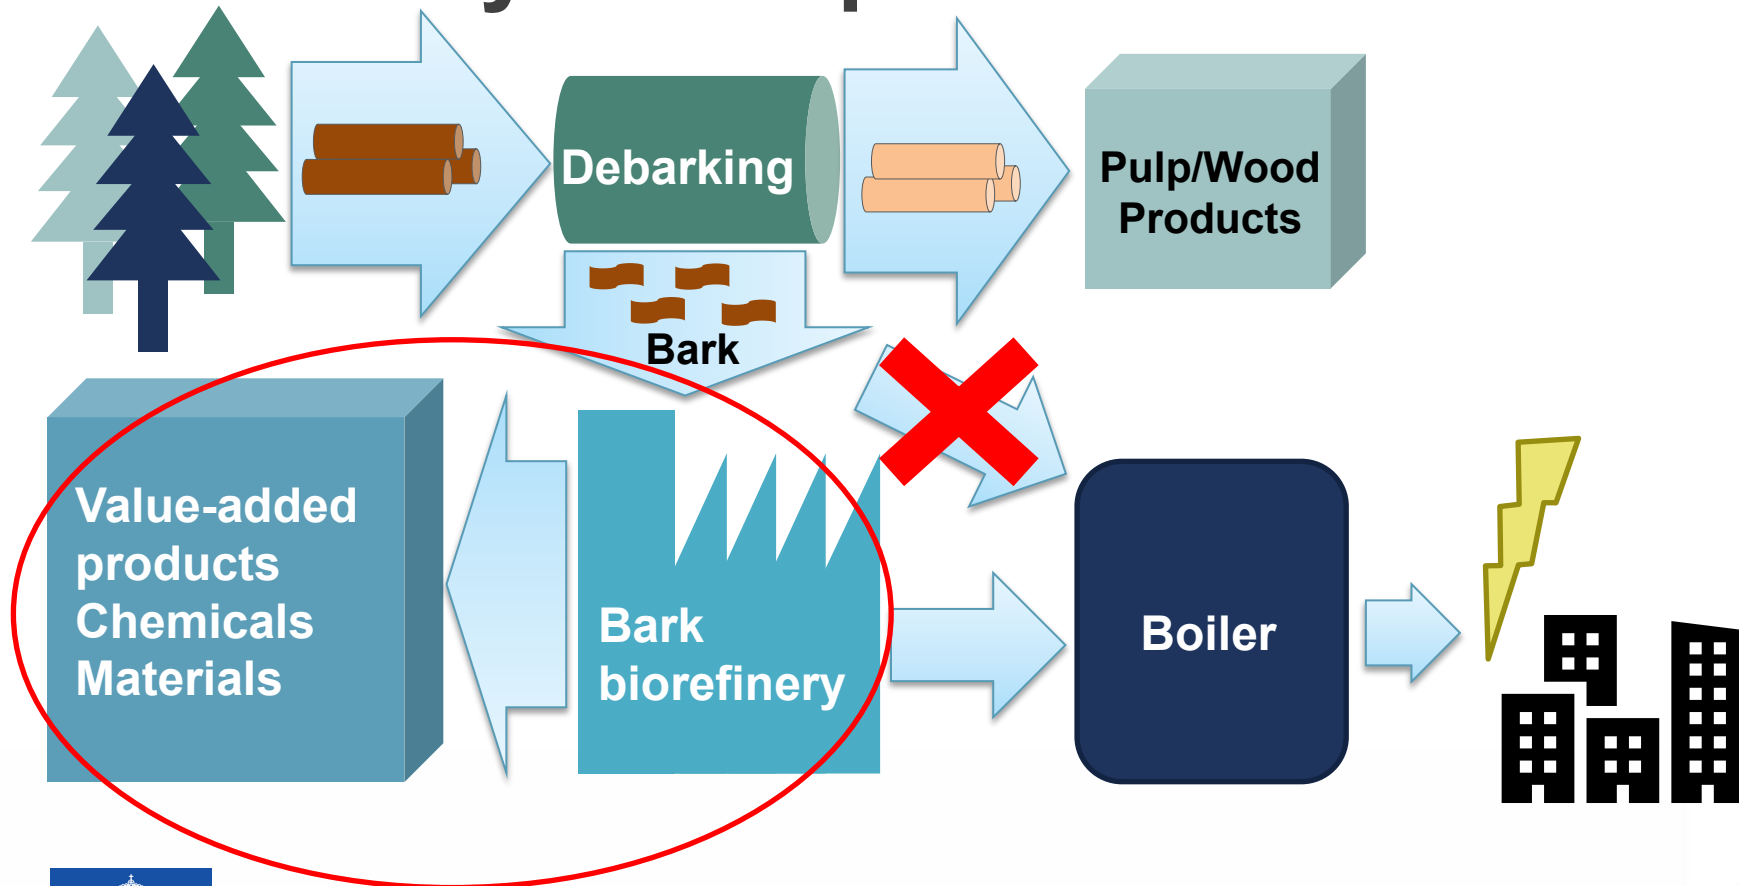 Debarking
Pulp/Wood
Products
Bark
Value-added
products
Chemicals
Materials
Bark
biorefinery
Boiler